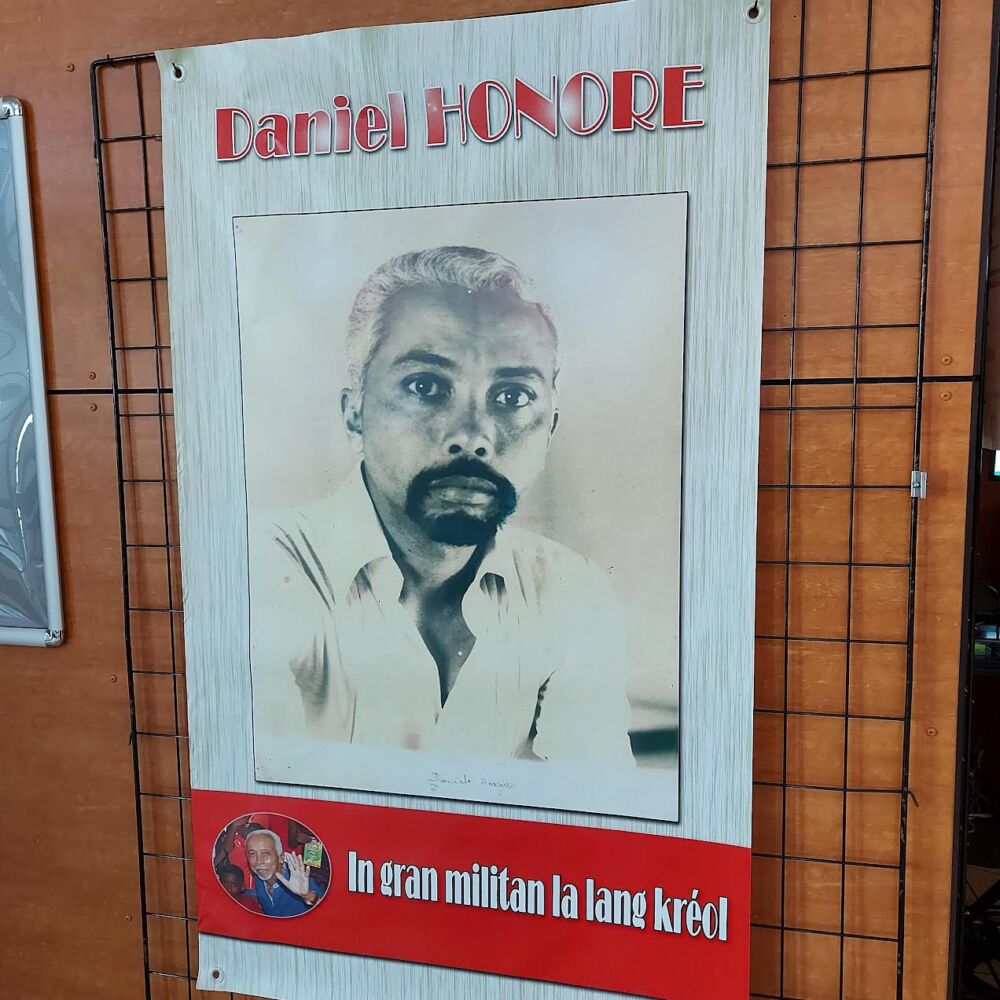 Daniel HONORE
In gran militan la lang kréol